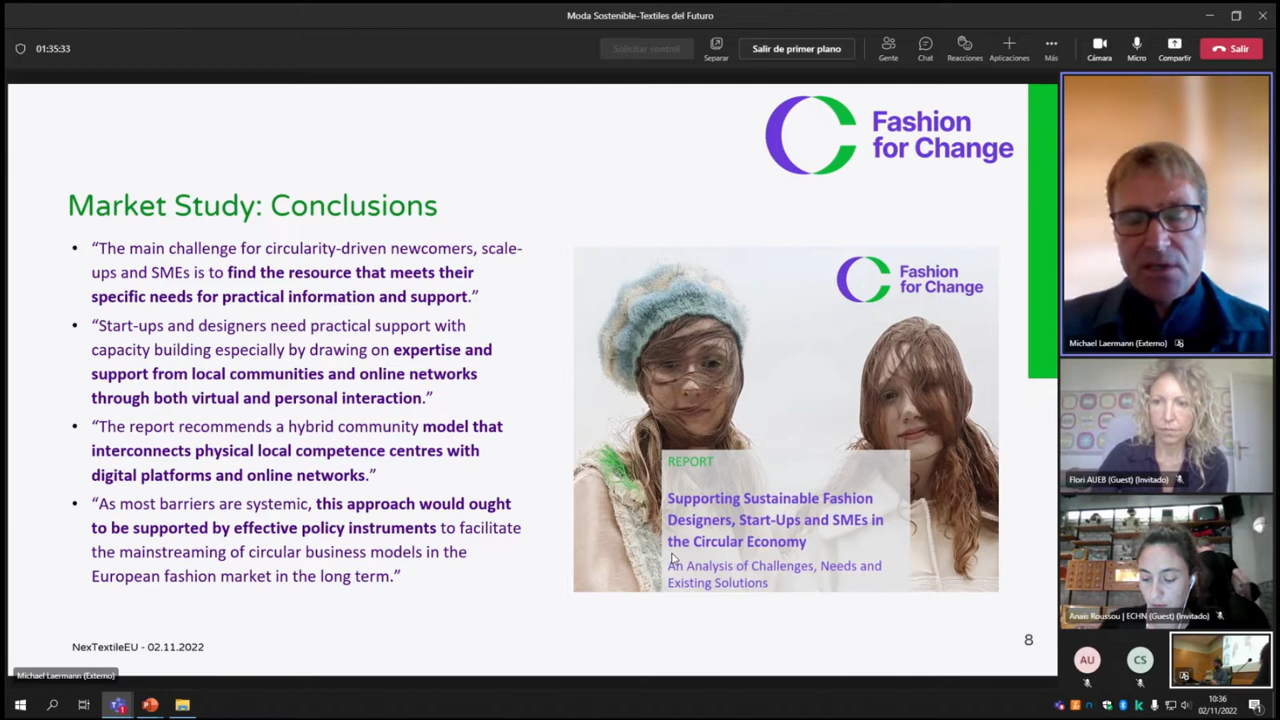 Moda Sostenible-Textiles del Futuro
01:35:33
Solicitar control
Separar
Salir de primer plano
Gente
Chat
Reacciones
Aplicaciones
Más
Cámara
Micro
Compartir
Salir
Fashion
for Change
Market Study: Conclusions
• “The main challenge for circularity-driven newcomers, scale-
ups and SMEs is to find the resource that meets their
specific needs for practical information and support.”
• “Start-ups and designers need practical support with
capacity building especially by drawing on expertise and
support from local communities and online networks
through both virtual and personal interaction.”
• “The report recommends a hybrid community model that
interconnects physical local competence centres with
digital platforms and online networks.”
• “As most barriers are systemic, this approach would ought
to be supported by effective policy instruments to facilitate
the mainstreaming of circular business models in the
European fashion market in the long term.”
Fashion
for Change
REPORT
Supporting Sustainable Fashion
Designers, Start-Ups and SMEs in
the Circular Economy
An Analysis of Challenges, Needs and
Existing Solutions
NexTextileEU - 02.11.2022
8
Michael Laermann (Externo)
Michael Laermann (Externo)
Flori AUEB (Guest) (Invitado)
Anais Roussou | ECHN (Guest) (Invitado)
AU
CS
10:36
02/11/2022